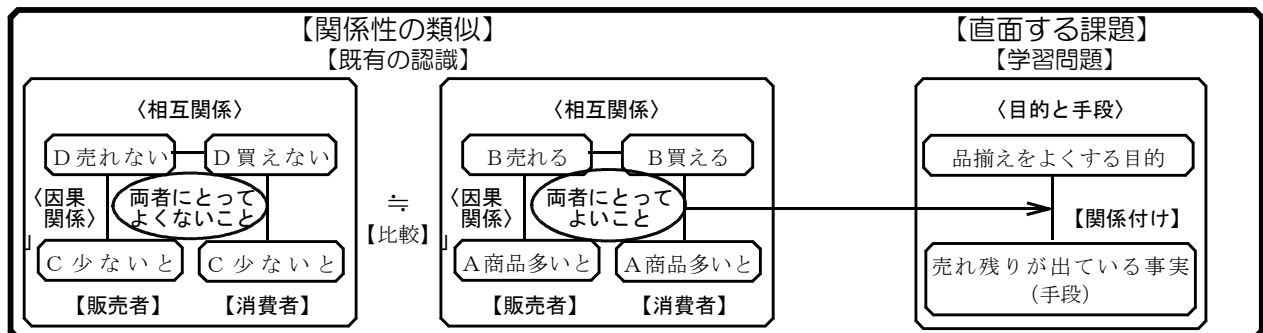 【関係性の類似】
【既有の認識】
〈相互関係〉
D売れない
D買えない
〈因果
関係〉
両者にとって
よくないこと
C少ないと
C少ないと
【販売者】
【消費者】
≒
【比較】
〈相互関係〉
B売れる
B買える
〈因果
関係〉
両者にとって
よいこと
A商品多いと
A商品多いと
【販売者】
【消費者】
【直面する課題】
【学習問題】
〈目的と手段〉
品揃えをよくする目的
【関係付け】
売れ残りが出ている事実
（手段）